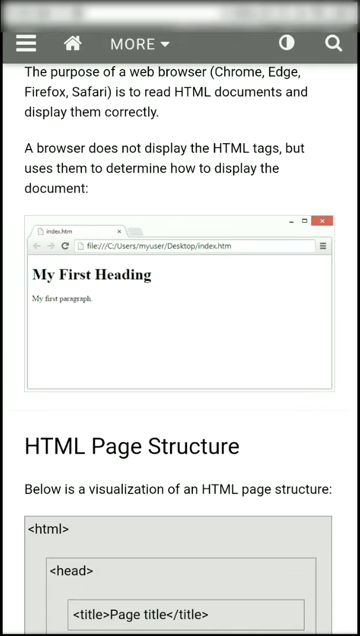 MORE
The purpose of a web browser (Chrome, Edge,
Firefox, Safari) is to read HTML documents and
display them correctly.
A browser does not display the HTML tags, but
uses them to determine how to display the
document:
index.htm
file:///C:/Users/myuser/Desktop/index.htm
My First Heading
My first paragraph.
HTML Page Structure
Below is a visualization of an HTML page structure:
<html>
<head>
<title>Page title</title>